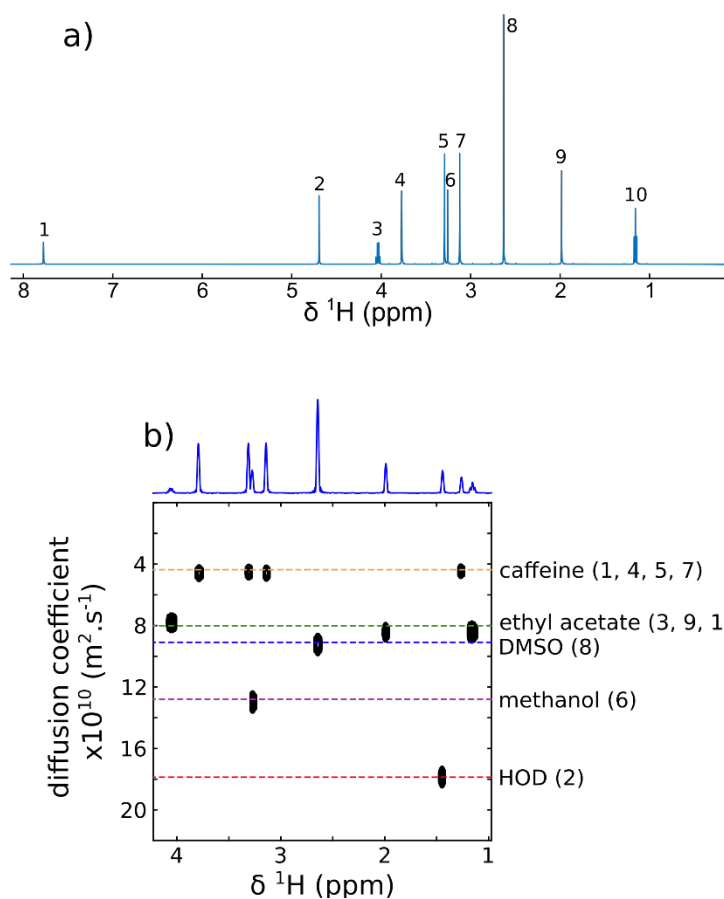 a)
8
5 7
6
9
2
4
10
3
1
8 7 6 5 4 3 2 1
δ ¹H (ppm)
b)
4
8
12
16
20
diffusion coefficient
x10¹⁰ (m².s⁻¹)
caffeine (1, 4, 5, 7)
ethyl acetate (3, 9, 1
DMSO (8)
methanol (6)
HOD (2)
4 3 2 1
δ ¹H (ppm)